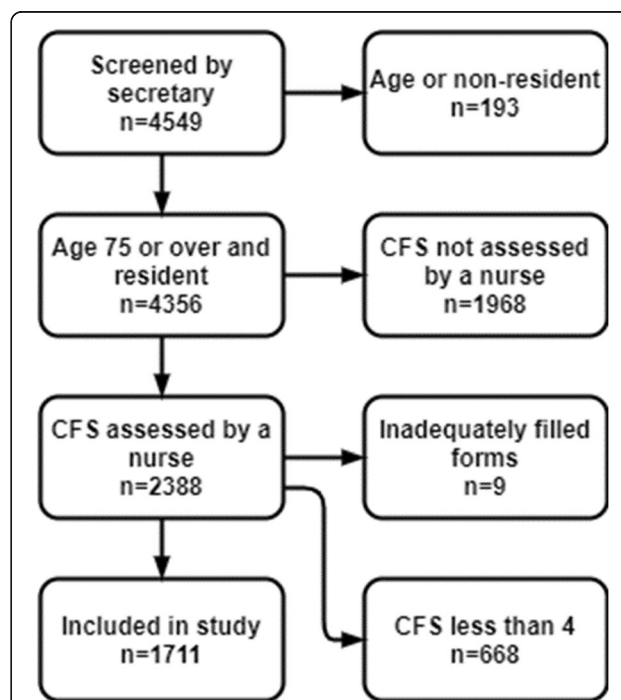 Screened by
secretary
n=4549
Age or non-resident
n=193
Age 75 or over and
resident
n=4356
CFS not assessed
by a nurse
n=1968
CFS assessed by a
nurse
n=2388
Inadequately filled
forms
n=9
Included in study
n=1711
CFS less than 4
n=668